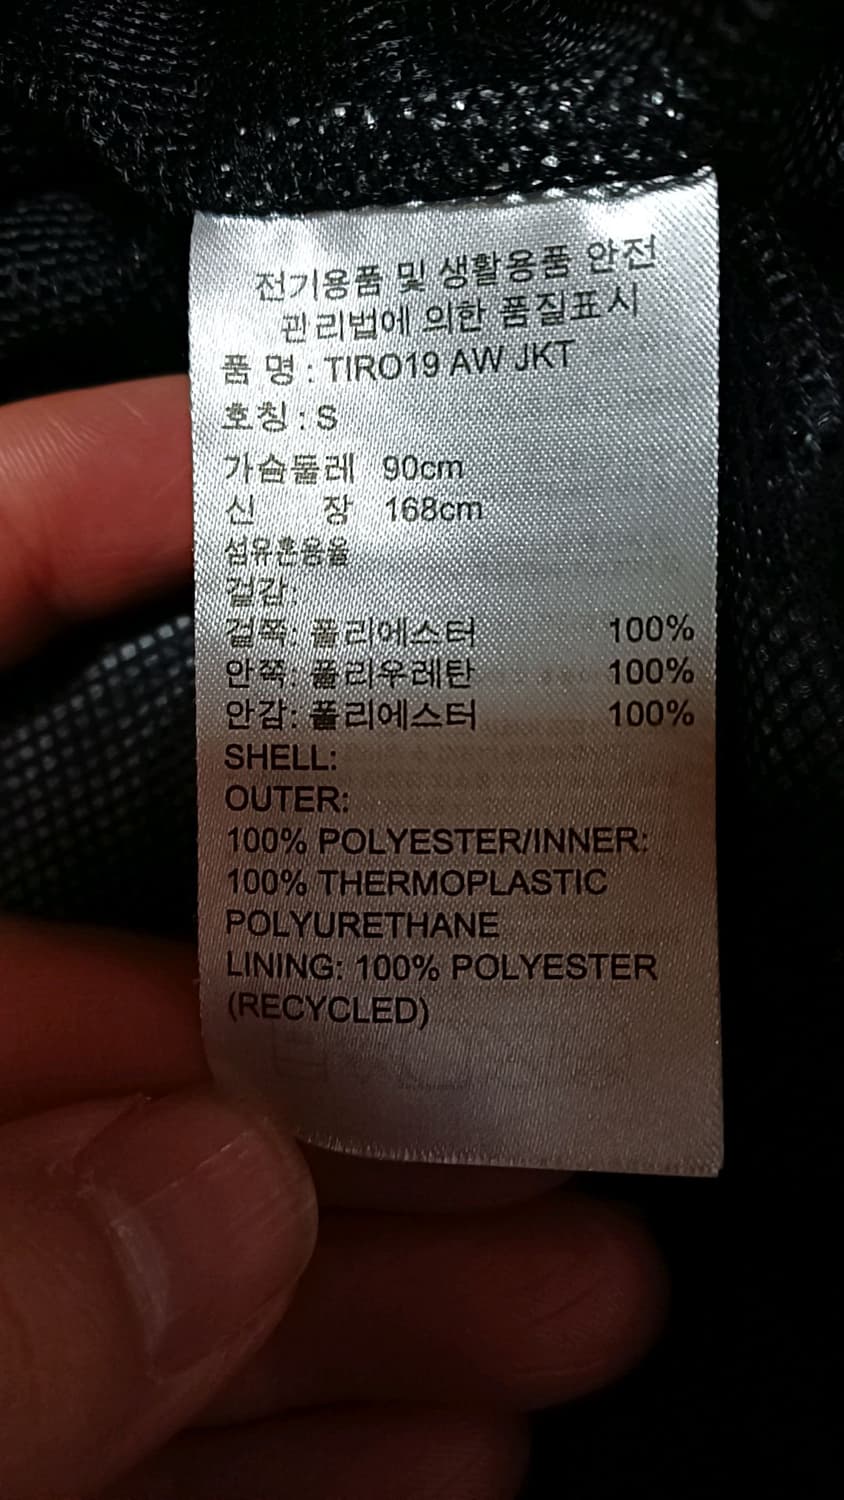 전기용품 및 생활용품 안전
관리법에 의한 품질표시
품 명 : TIRO19 AW JKT
호칭 : S
가슴둘레 90cm
신 장 168cm
섬유혼용율
겉감:
겉쪽: 폴리에스터 100%
안쪽: 폴리우레탄 100%
안감: 폴리에스터 100%
SHELL:
OUTER:
100% POLYESTER/INNER:
100% THERMOPLASTIC
POLYURETHANE
LINING: 100% POLYESTER
(RECYCLED)